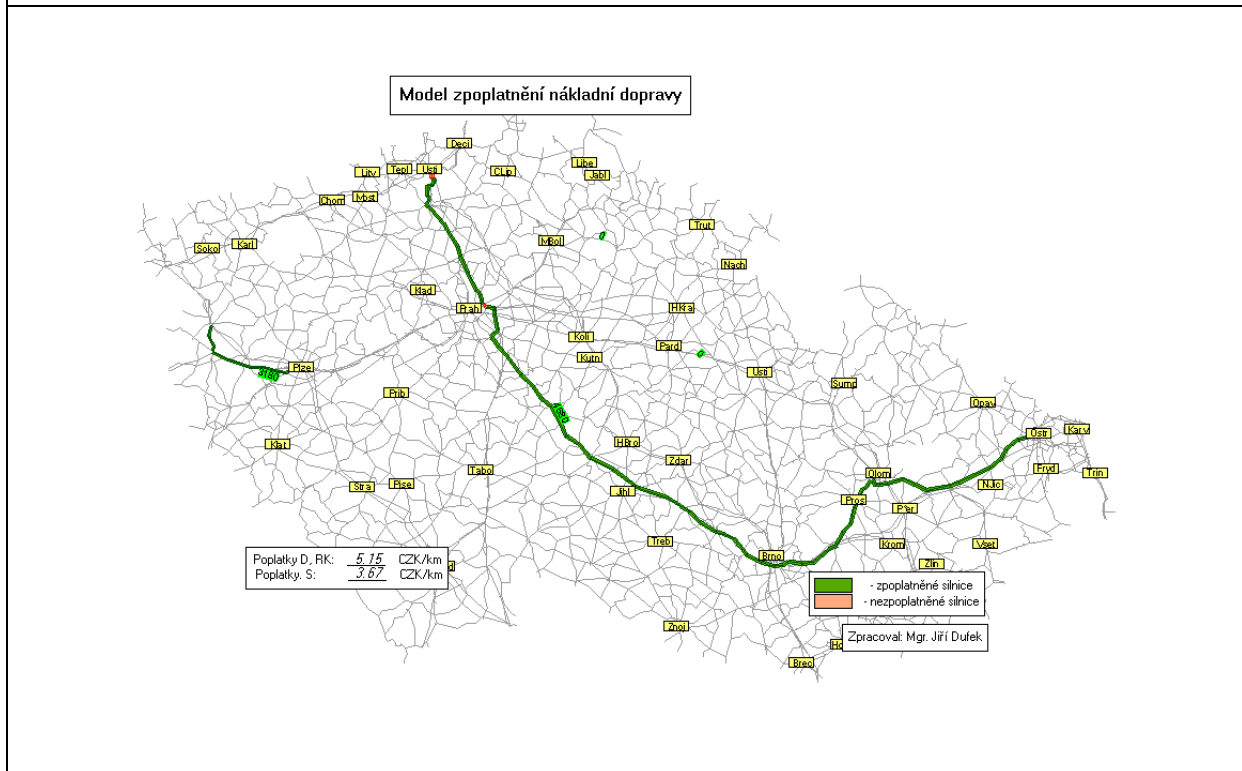 Model zpoplatnění nákladní dopravy
Deci
Usti
Tepl
Litv
CLip
Libe
Jabl
Most
Chom
Trut
Soko
Karl
MBol
Nach
Klad
Prah
HKra
Koli
Pard
Kutn
Plze
Usti
Sump
Prib
Opav
3180
Ostr
Karv
Klat
HBro
Zdar
Tabo
Olom
Fryd
Trin
Stra
Pise
Jihl
Pros
NJic
Treb
Krom
Vset
Brno
Zlin
Poplatky D, RK: 5.15 CZK/km
Poplatky. S: 3.67 CZK/km
- zpoplatněné silnice
- nezpoplatněné silnice
Znoj
Zpracoval: Mgr. Jiří Dufek
Brec